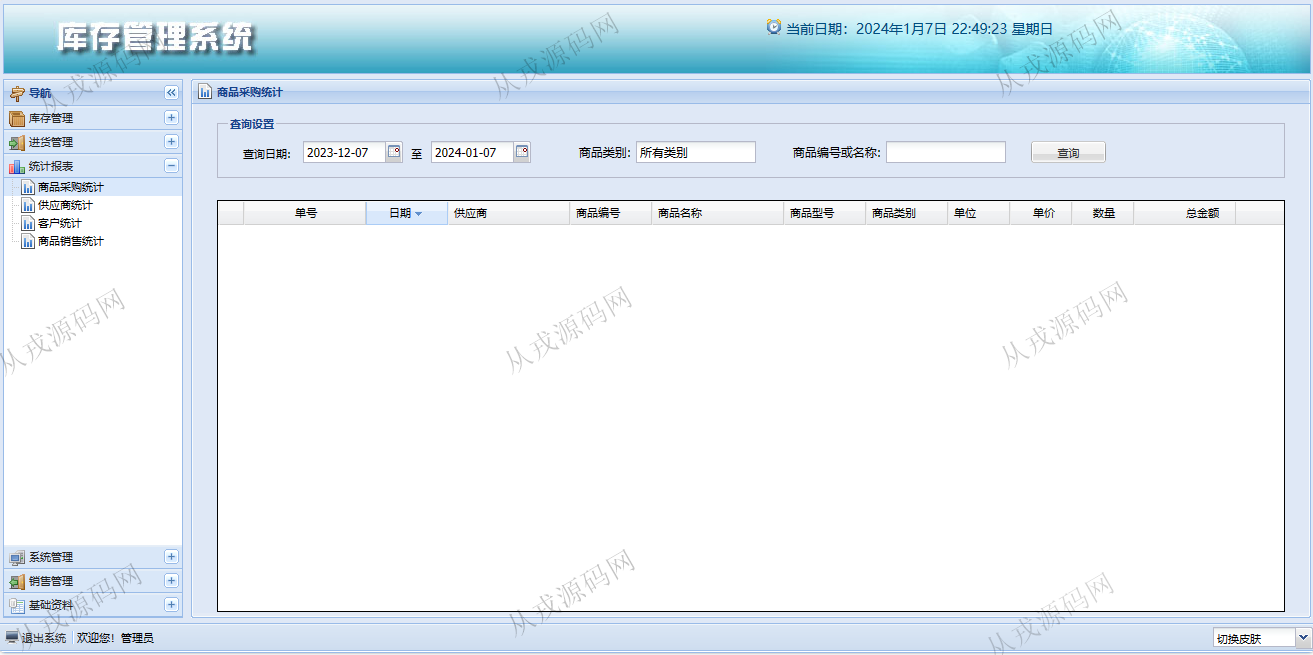 库存管理系统
当前日期：2024年1月7日 22:49:23 星期日
导航
库存管理
进货管理
统计报表
商品采购统计
供应商统计
客户统计
商品销售统计
系统管理
销售管理
基础资料
商品采购统计
查询设置
查询日期: 2023-12-07 至 2024-01-07 商品类别: 所有类别 商品编号或名称: 查询
单号 日期 供应商 商品编号 商品名称 商品型号 商品类别 单位 单价 数量 总金额
退出系统 欢迎您！管理员 切换皮肤
从戎源码网
从戎源码网
从戎源码网
从戎源码网
从戎源码网
从戎源码网
从戎源码网
从戎源码网
从戎源码网